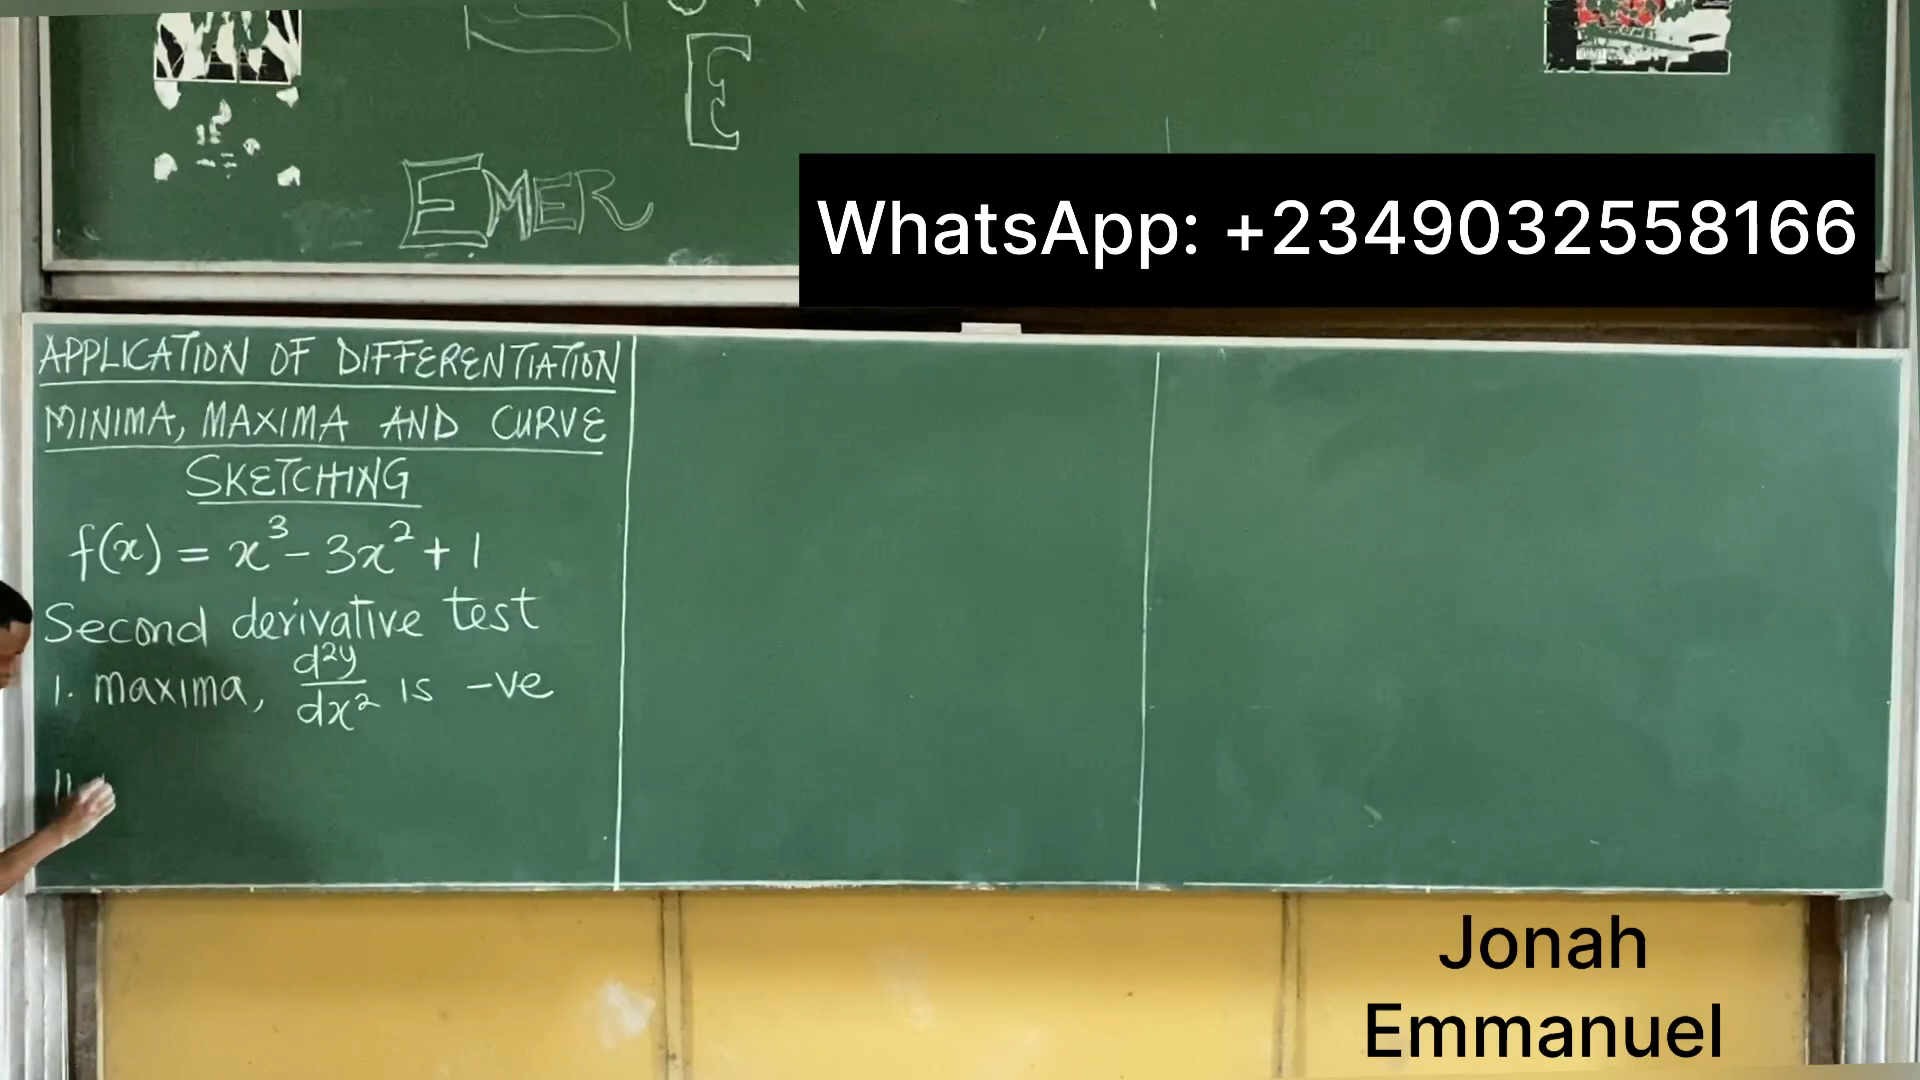 E
EMER
WhatsApp: +2349032558166
APPLICATION OF DIFFERENTIATION
MINIMA, MAXIMA AND CURVE
SKETCHING
f(x) = x³ - 3x² + 1
Second derivative test
1. maxima, d²y/dx² is -ve
11
Jonah
Emmanuel